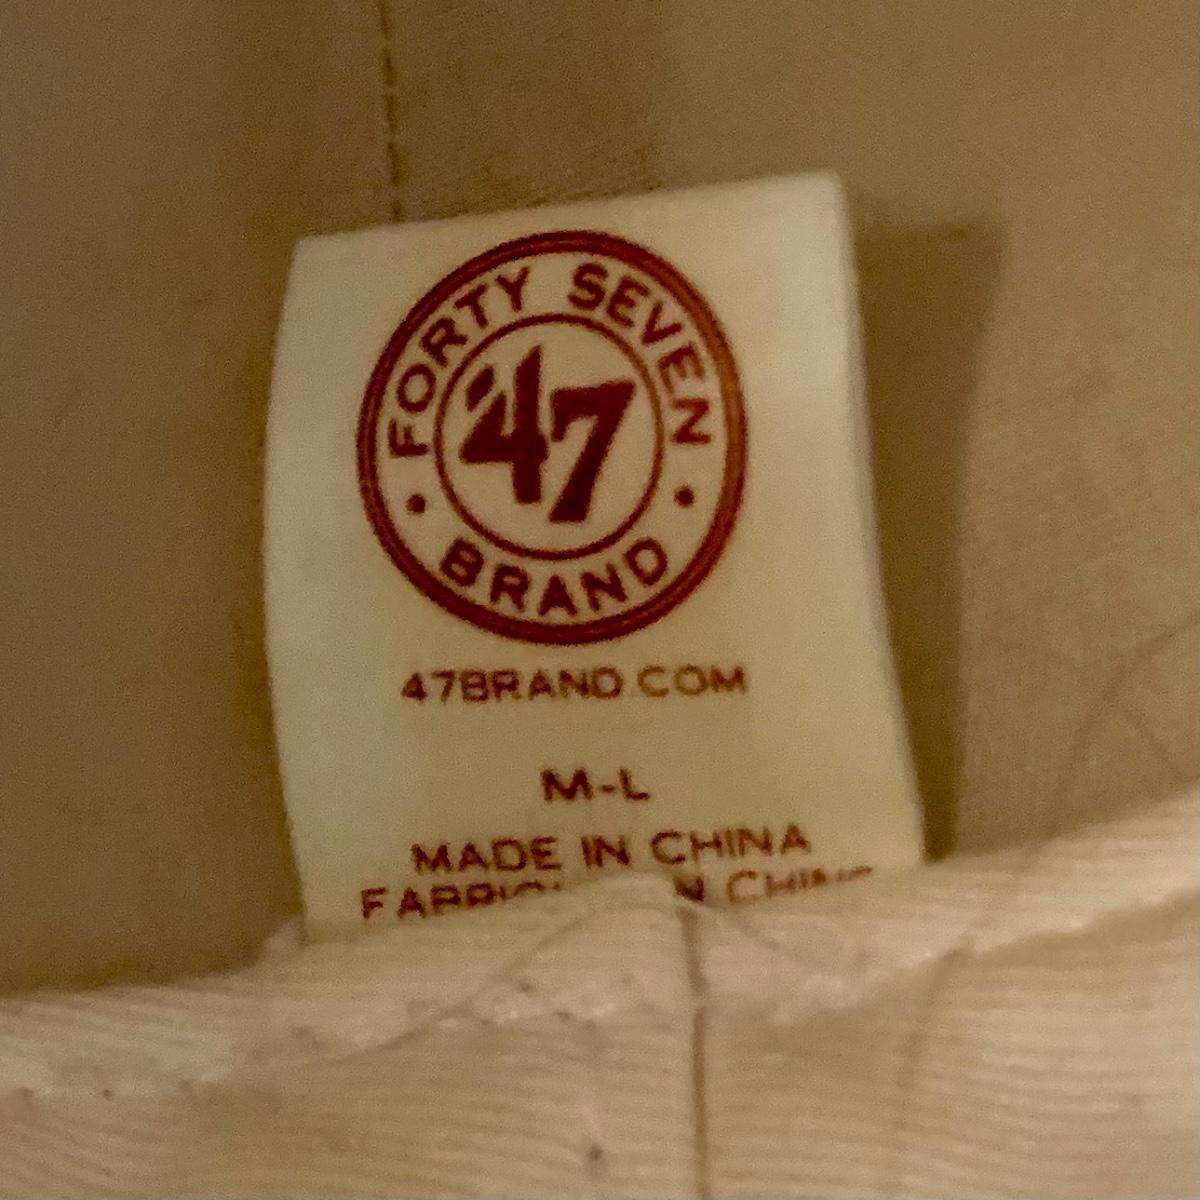 FORTY SEVEN
'47
BRAND
47BRAND.COM
M-L
MADE IN CHINA